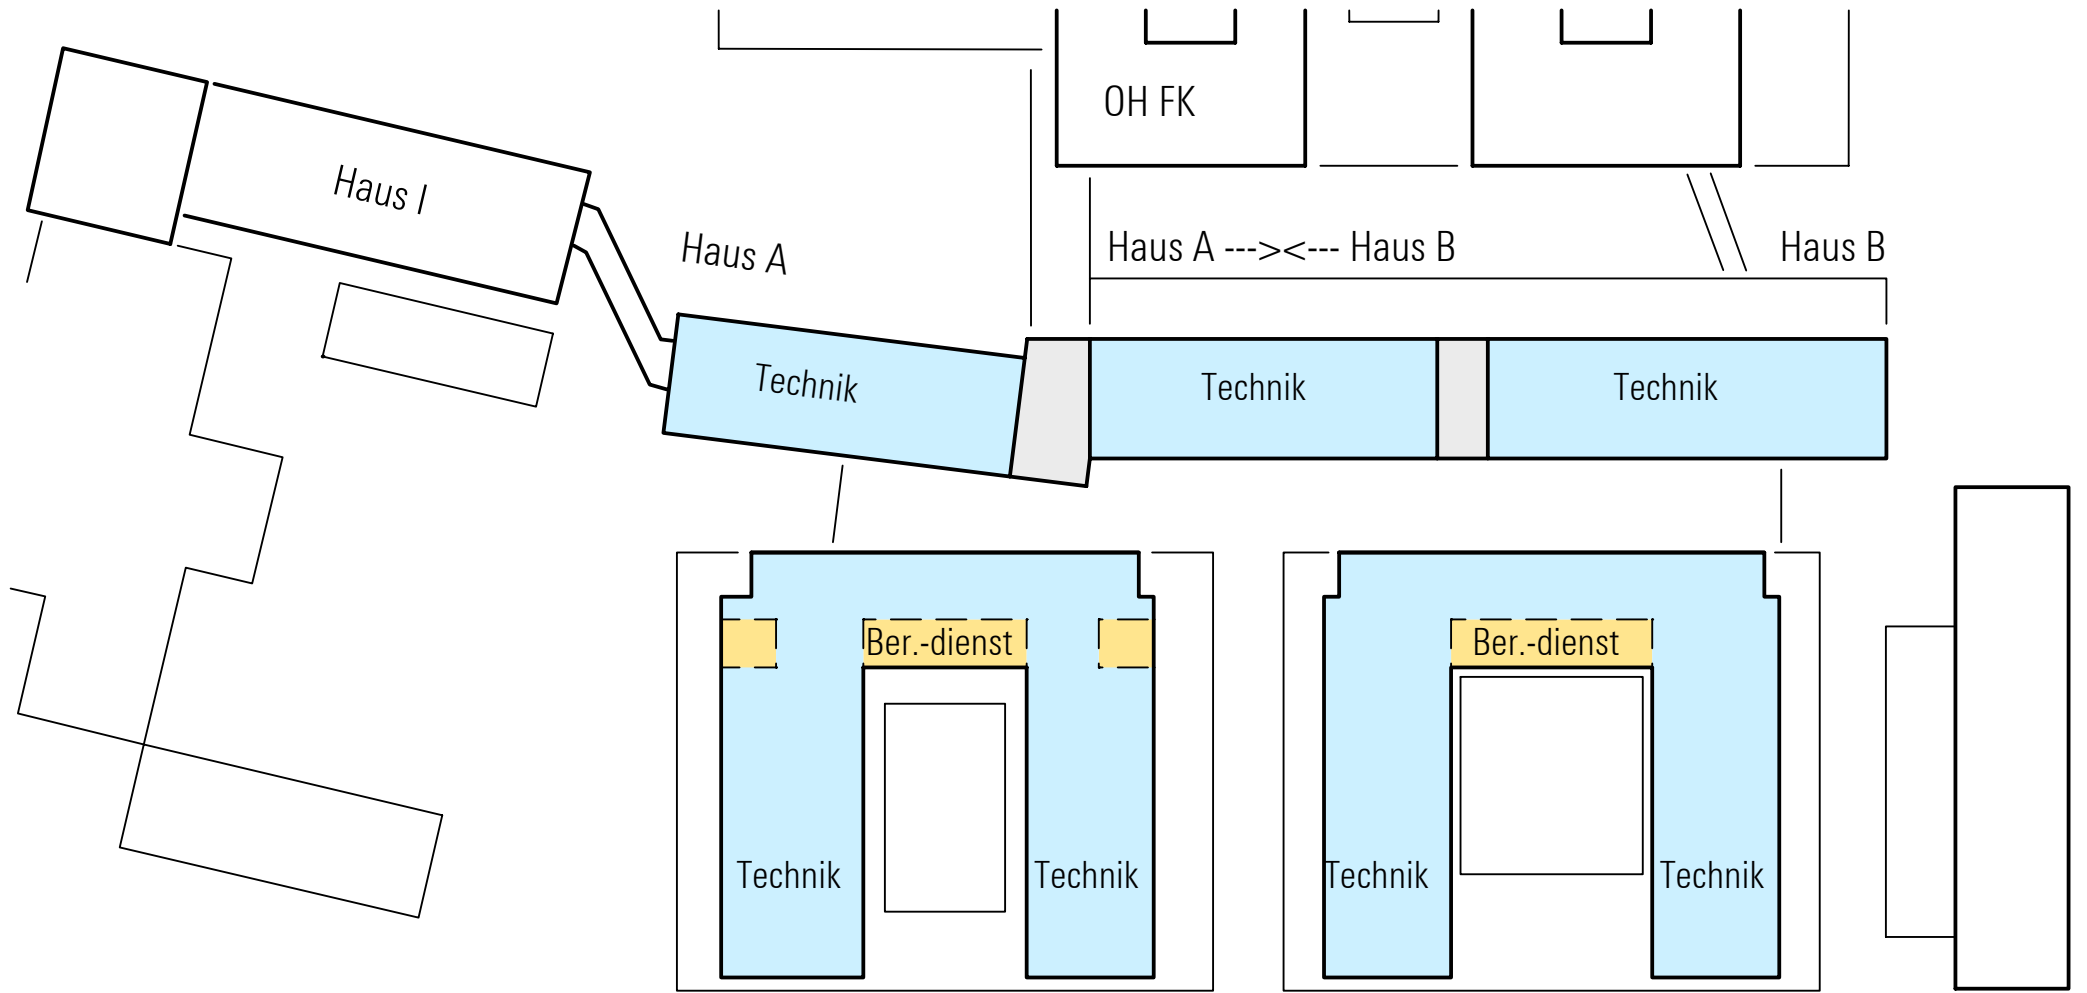 OH FK
Haus I
Haus A
Haus A ---><--- Haus B
Haus B
Technik
Technik
Technik
Ber.-dienst
Ber.-dienst
Technik
Technik
Technik
Technik